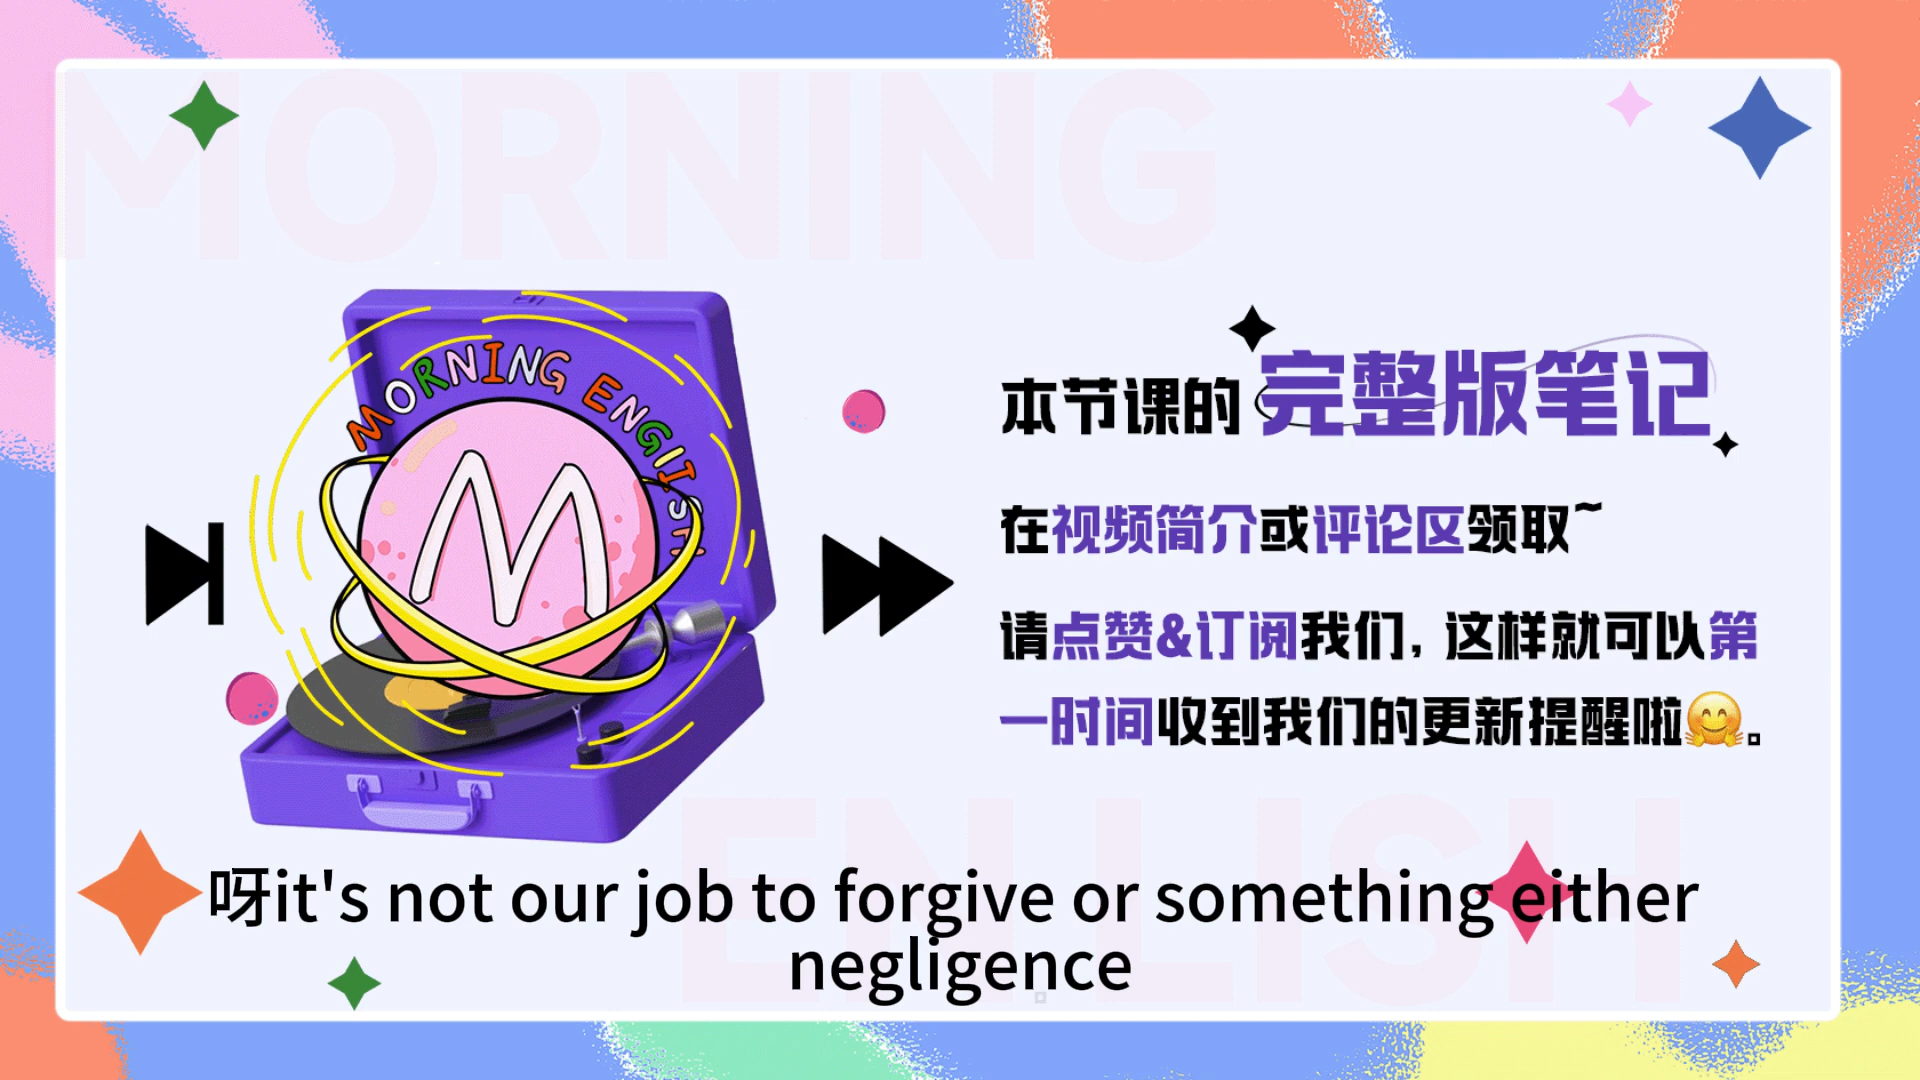 MORNING
MORNING ENGLISH
M
本节课的 完整版笔记
在视频简介或评论区领取~
请点赞&订阅我们，这样就可以第
一时间收到我们的更新提醒啦🤗。
EN LISH
呀it's not our job to forgive or something either
negligence